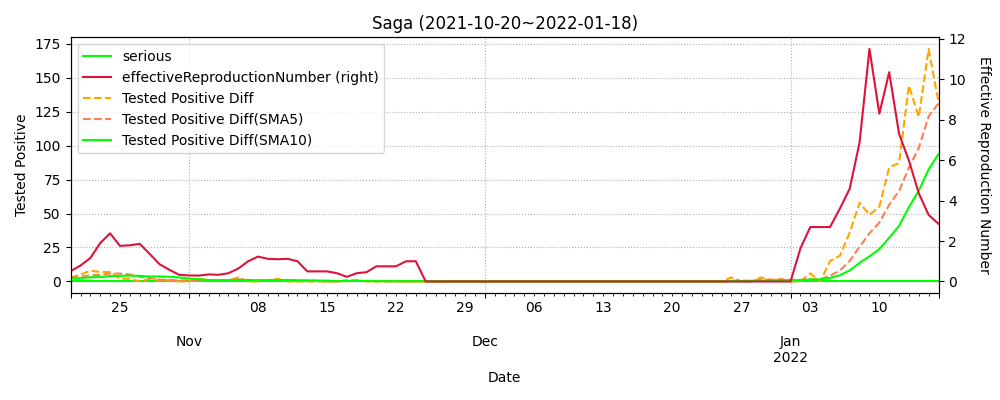 Saga (2021-10-20~2022-01-18)
serious
effectiveReproductionNumber (right)
Tested Positive Diff
Tested Positive Diff(SMA5)
Tested Positive Diff(SMA10)
Tested Positive
175
150
125
100
75
50
25
0
12
10
8
6
4
2
0
Effective Reproduction Number
25 08 15 22 29 06 13 20 27 03 10
Nov Dec Jan
2022
Date